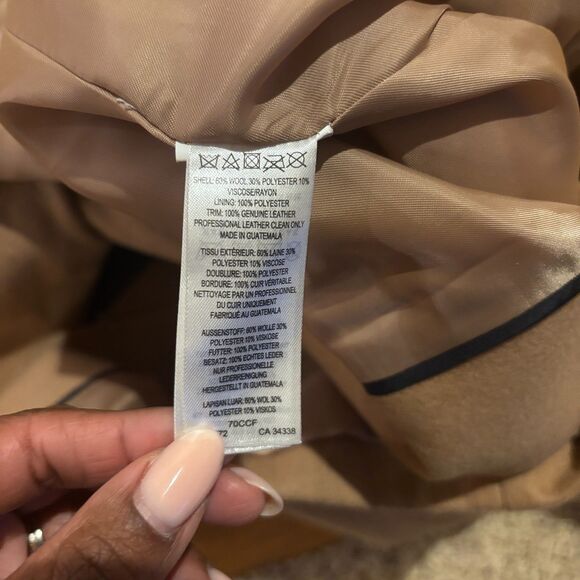 SHELL: 60% WOOL 30% POLYESTER 10%
VISCOSE/RAYON
LINING: 100% POLYESTER
TRIM: 100% GENUINE LEATHER
PROFESSIONAL LEATHER CLEAN ONLY
MADE IN GUATEMALA
TISSU EXTÉRIEUR: 60% LAINE 30%
POLYESTER 10% VISCOSE
DOUBLURE: 100% POLYESTER
BORDURE: 100% CUIR VÉRITABLE
NETTOYAGE PAR UN PROFESSIONNEL
DU CUIR UNIQUEMENT
FABRIQUÉ AU GUATEMALA
AUSSENSTOFF: 60% WOLLE 30%
POLYESTER 10% VISKOSE
FUTTER: 100% POLYESTER
BESATZ: 100% ECHTES LEDER
NUR PROFESSIONELLE
LEDERREINIGUNG
HERGESTELLT IN GUATEMALA
LAPISAN LUAR: 60% WOL 30%
POLYESTER 10% VISKOS
70CCF
72 CA 34338